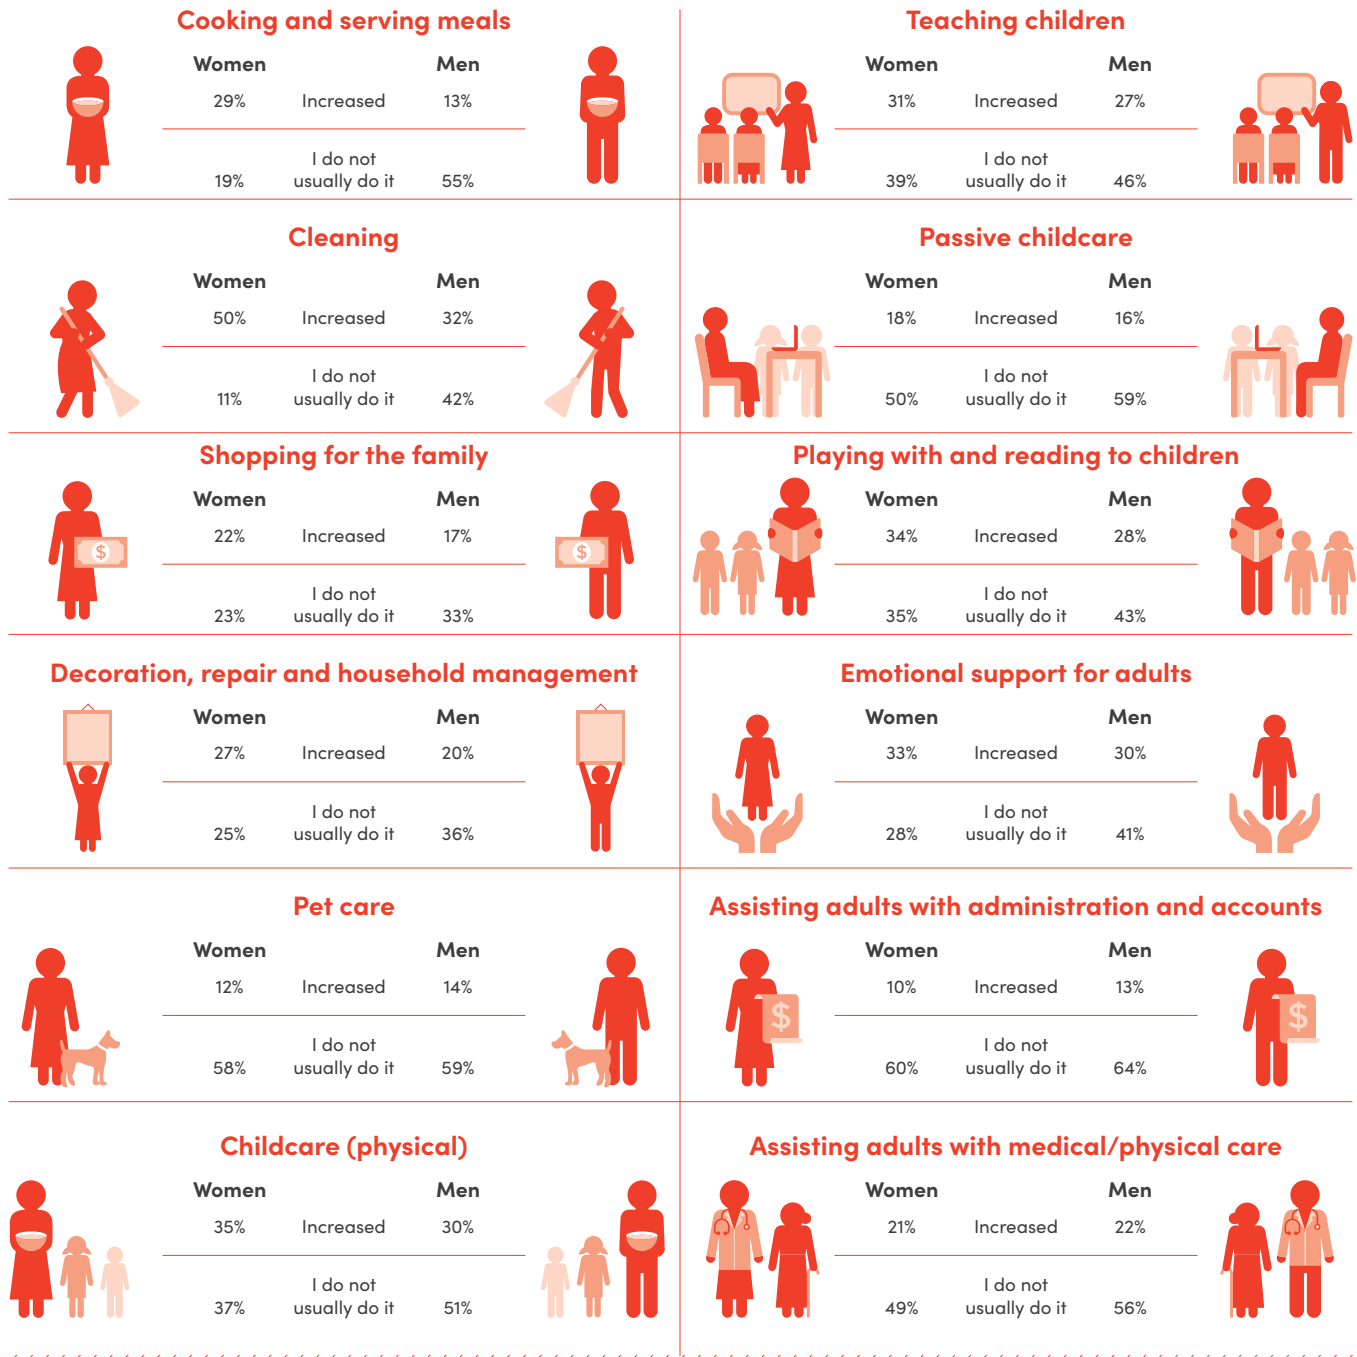 Cooking and serving meals
Women Men
29% Increased 13%
I do not
19% usually do it 55%
Cleaning
Women Men
50% Increased 32%
I do not
11% usually do it 42%
Shopping for the family
Women Men
$ $
22% Increased 17%
I do not
23% usually do it 33%
Decoration, repair and household management
Women Men
27% Increased 20%
I do not
25% usually do it 36%
Pet care
Women Men
12% Increased 14%
I do not
58% usually do it 59%
Childcare (physical)
Women Men
35% Increased 30%
I do not
37% usually do it 51%
Teaching children
Women Men
31% Increased 27%
I do not
39% usually do it 46%
Passive childcare
Women Men
18% Increased 16%
I do not
50% usually do it 59%
Playing with and reading to children
Women Men
34% Increased 28%
I do not
35% usually do it 43%
Emotional support for adults
Women Men
33% Increased 30%
I do not
28% usually do it 41%
Assisting adults with administration and accounts
Women Men
10% Increased 13%
$ $
I do not
60% usually do it 64%
Assisting adults with medical/physical care
Women Men
21% Increased 22%
I do not
49% usually do it 56%